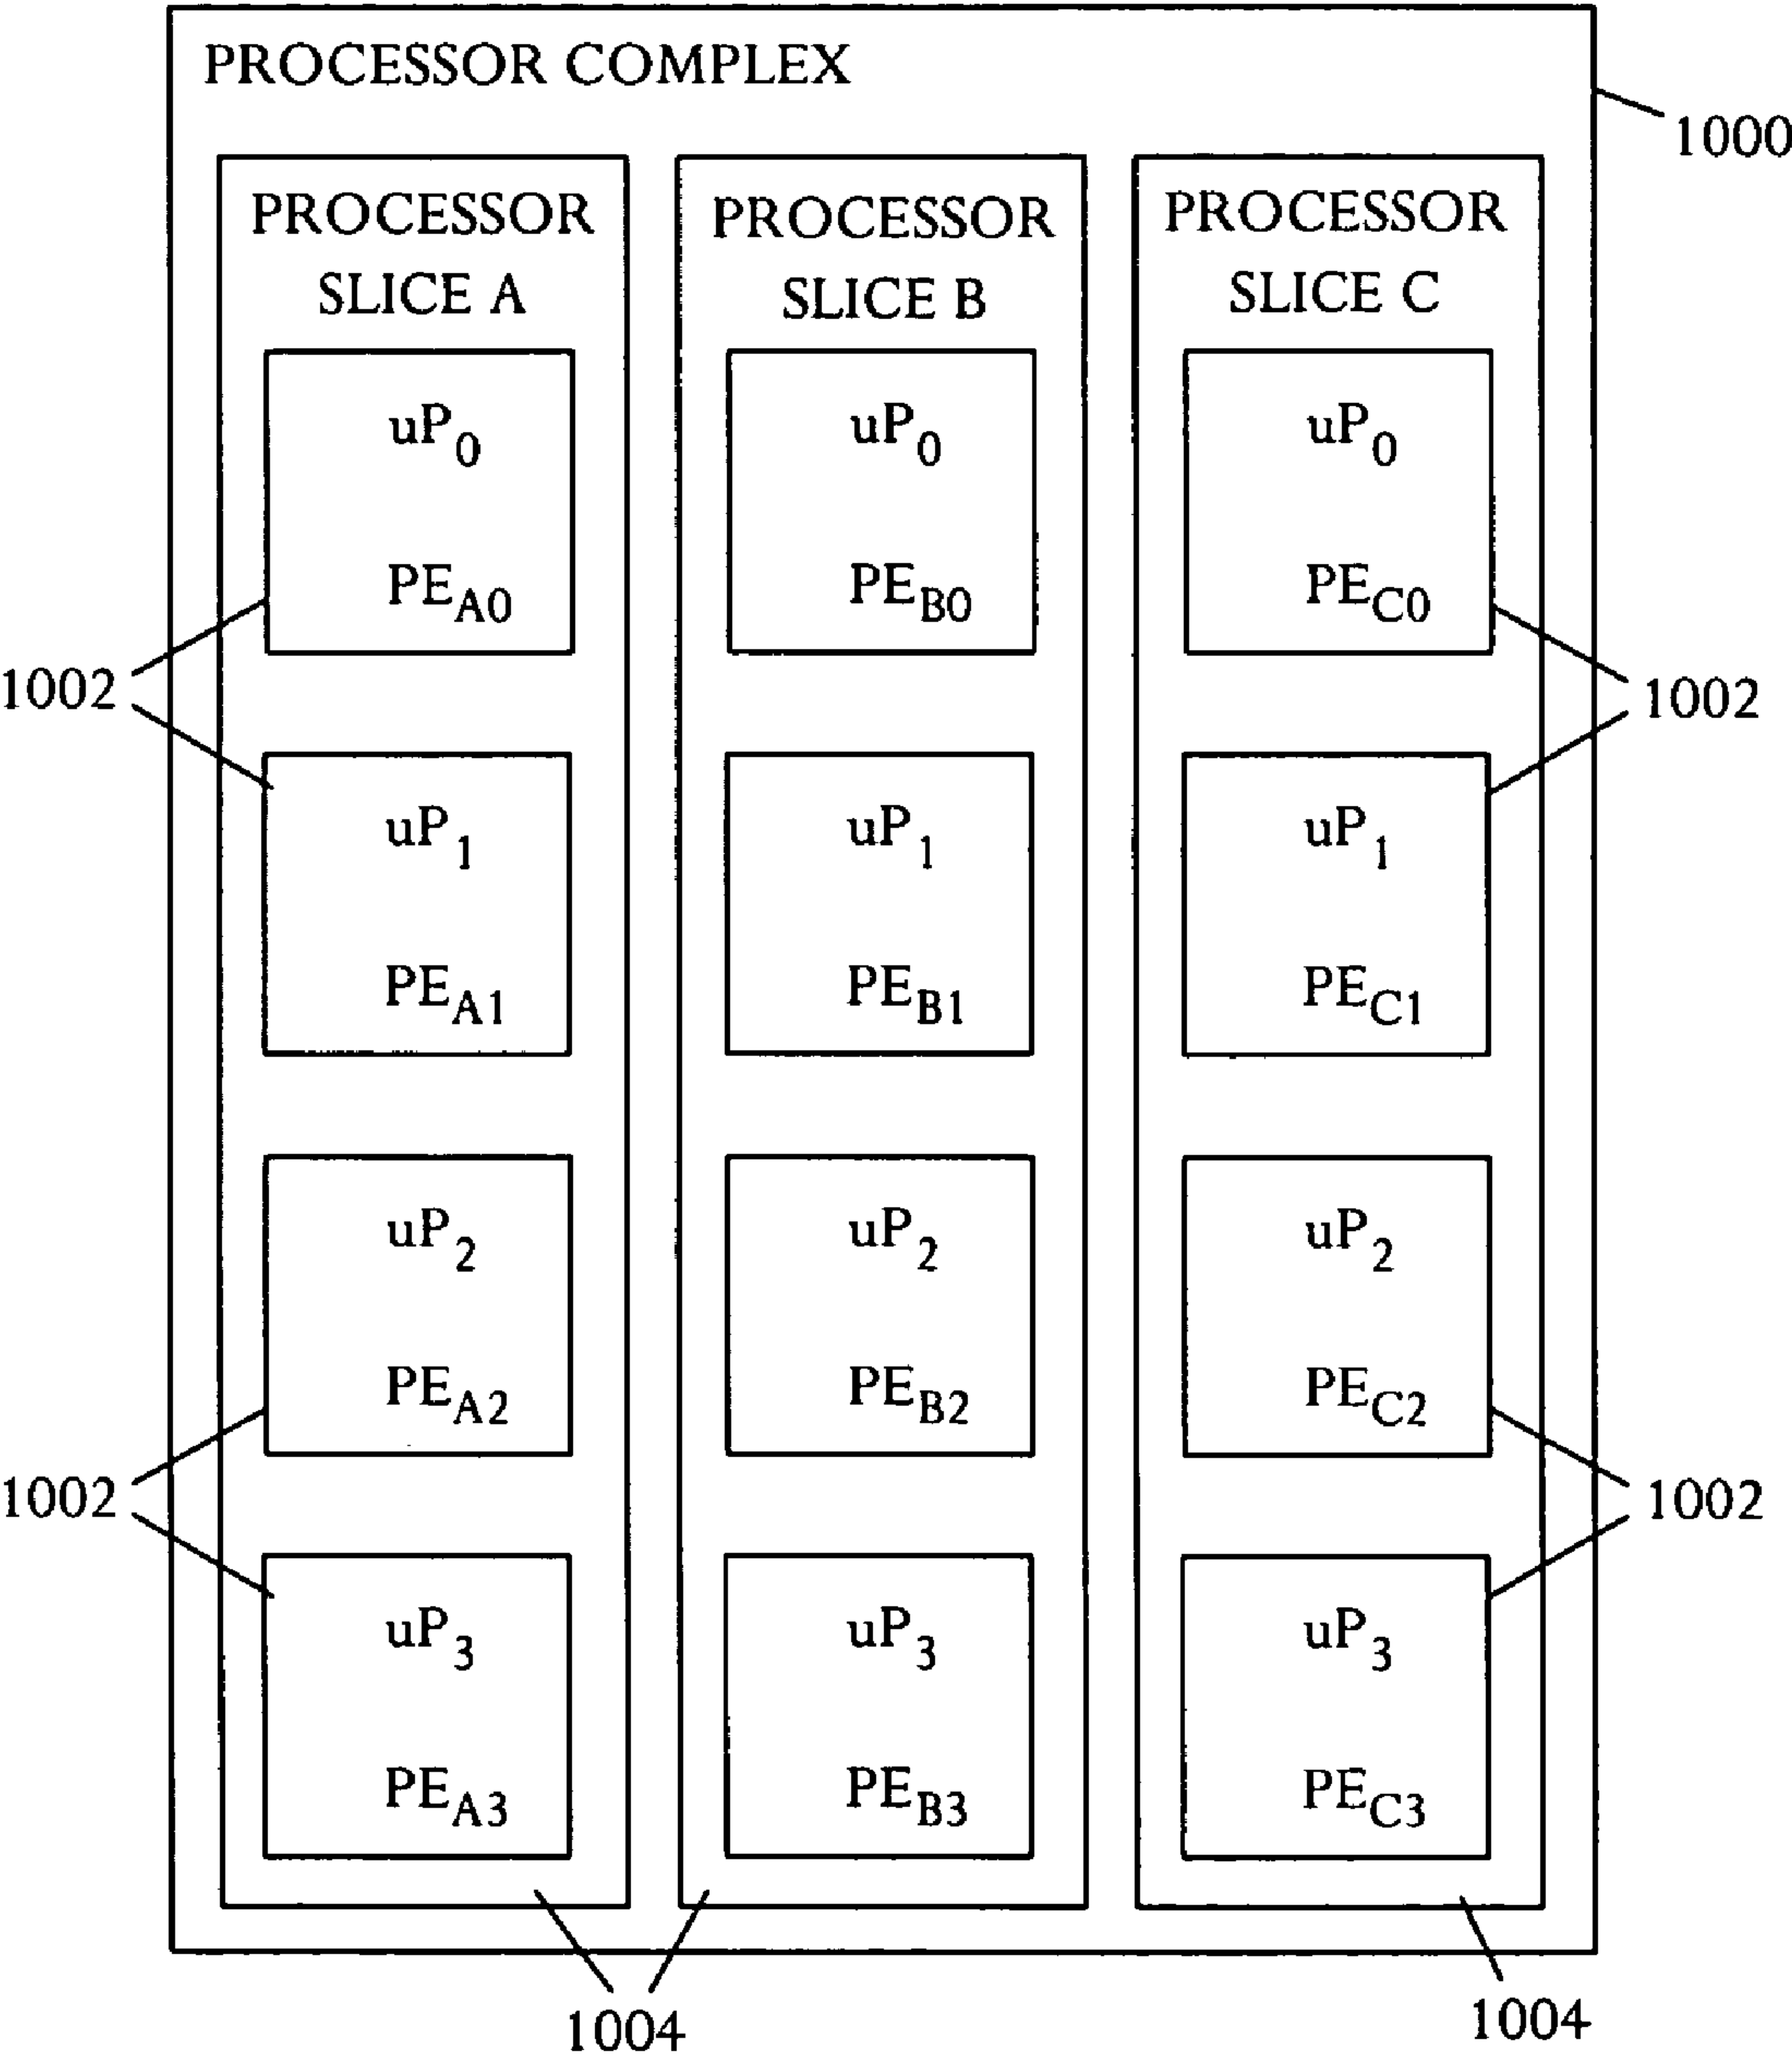 PROCESSOR COMPLEX
1000
PROCESSOR
SLICE A
uP0
PEA0
uP1
PEA1
uP2
PEA2
uP3
PEA3
PROCESSOR
SLICE B
uP0
PEB0
uP1
PEB1
uP2
PEB2
uP3
PEB3
PROCESSOR
SLICE C
uP0
PEC0
uP1
PEC1
uP2
PEC2
uP3
PEC3
1002
1002
1002
1002
1004
1004